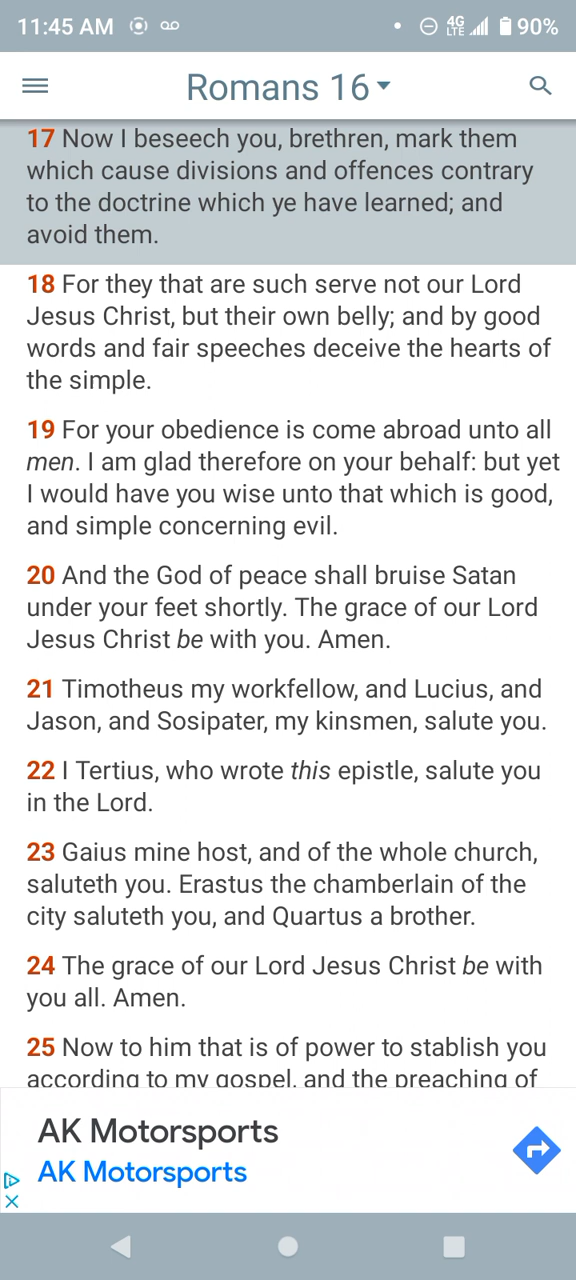 11:45 AM 4G LTE 90%
Romans 16
17 Now I beseech you, brethren, mark them
which cause divisions and offences contrary
to the doctrine which ye have learned; and
avoid them.
18 For they that are such serve not our Lord
Jesus Christ, but their own belly; and by good
words and fair speeches deceive the hearts of
the simple.
19 For your obedience is come abroad unto all
men. I am glad therefore on your behalf: but yet
I would have you wise unto that which is good,
and simple concerning evil.
20 And the God of peace shall bruise Satan
under your feet shortly. The grace of our Lord
Jesus Christ be with you. Amen.
21 Timotheus my workfellow, and Lucius, and
Jason, and Sosipater, my kinsmen, salute you.
22 I Tertius, who wrote this epistle, salute you
in the Lord.
23 Gaius mine host, and of the whole church,
saluteth you. Erastus the chamberlain of the
city saluteth you, and Quartus a brother.
24 The grace of our Lord Jesus Christ be with
you all. Amen.
25 Now to him that is of power to stablish you
according to my gospel, and the preaching of
AK Motorsports
AK Motorsports